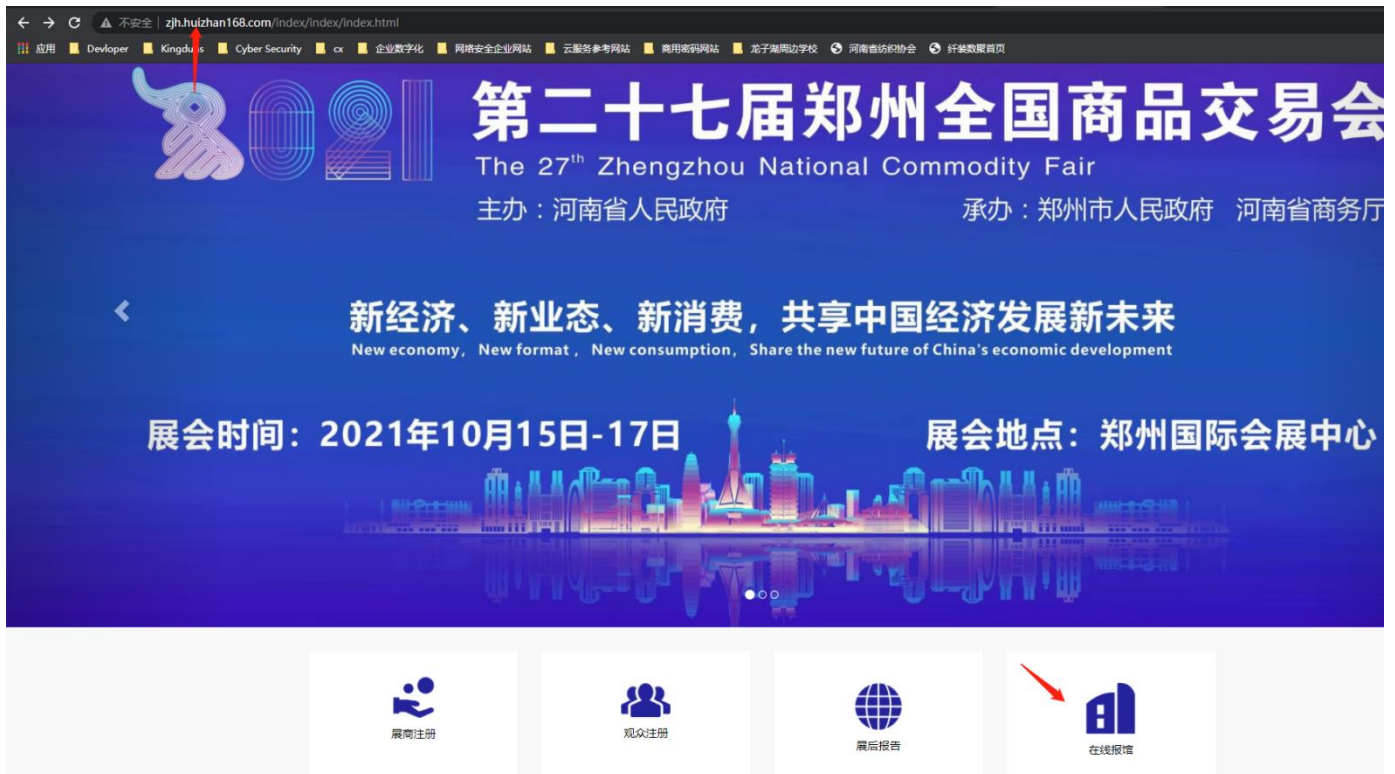 不安全 | zjh.huizhan168.com/index/index/index.html
应用 Devloper Cyber Security cx 企业数字化 网络安全企业网站 云服务参考网站 商用密码网站 龙子湖周边学校 河南省纺织协会 纤装数聚首页
2021
第二十七届郑州全国商品交易会
The 27th Zhengzhou National Commodity Fair
主办：河南省人民政府 承办：郑州市人民政府 河南省商务厅
新经济、新业态、新消费，共享中国经济发展新未来
New economy, New format, New consumption, Share the new future of China's economic development
展会时间：2021年10月15日-17日 展会地点：郑州国际会展中心
展商注册 观众注册 展后报告 在线报馆